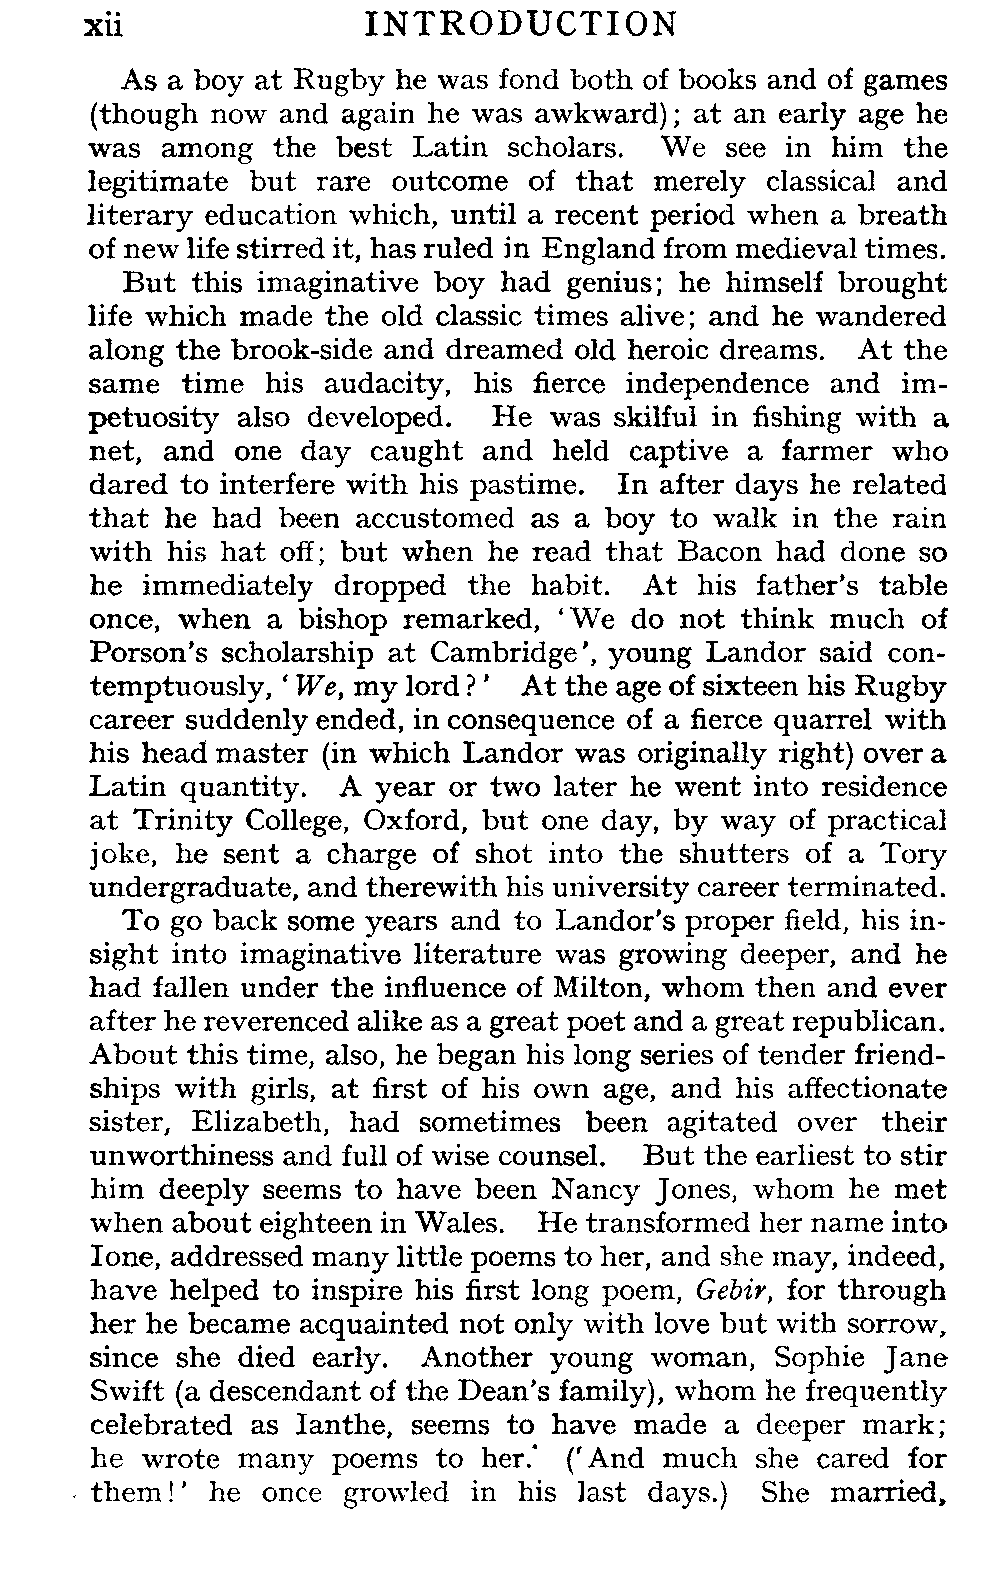 xii INTRODUCTION
As a boy at Rugby he was fond both of books and of games
(though now and again he was awkward); at an early age he
was among the best Latin scholars. We see in him the
legitimate but rare outcome of that merely classical and
literary education which, until a recent period when a breath
of new life stirred it, has ruled in England from medieval times.
But this imaginative boy had genius; he himself brought
life which made the old classic times alive; and he wandered
along the brook-side and dreamed old heroic dreams. At the
same time his audacity, his fierce independence and im-
petuosity also developed. He was skilful in fishing with a
net, and one day caught and held captive a farmer who
dared to interfere with his pastime. In after days he related
that he had been accustomed as a boy to walk in the rain
with his hat off; but when he read that Bacon had done so
he immediately dropped the habit. At his father's table
once, when a bishop remarked, 'We do not think much of
Porson's scholarship at Cambridge', young Landor said con-
temptuously, 'We, my lord?' At the age of sixteen his Rugby
career suddenly ended, in consequence of a fierce quarrel with
his head master (in which Landor was originally right) over a
Latin quantity. A year or two later he went into residence
at Trinity College, Oxford, but one day, by way of practical
joke, he sent a charge of shot into the shutters of a Tory
undergraduate, and therewith his university career terminated.
To go back some years and to Landor's proper field, his in-
sight into imaginative literature was growing deeper, and he
had fallen under the influence of Milton, whom then and ever
after he reverenced alike as a great poet and a great republican.
About this time, also, he began his long series of tender friend-
ships with girls, at first of his own age, and his affectionate
sister, Elizabeth, had sometimes been agitated over their
unworthiness and full of wise counsel. But the earliest to stir
him deeply seems to have been Nancy Jones, whom he met
when about eighteen in Wales. He transformed her name into
Ione, addressed many little poems to her, and she may, indeed,
have helped to inspire his first long poem, Gebir, for through
her he became acquainted not only with love but with sorrow,
since she died early. Another young woman, Sophie Jane
Swift (a descendant of the Dean's family), whom he frequently
celebrated as Ianthe, seems to have made a deeper mark;
he wrote many poems to her. ('And much she cared for
them!' he once growled in his last days.) She married,